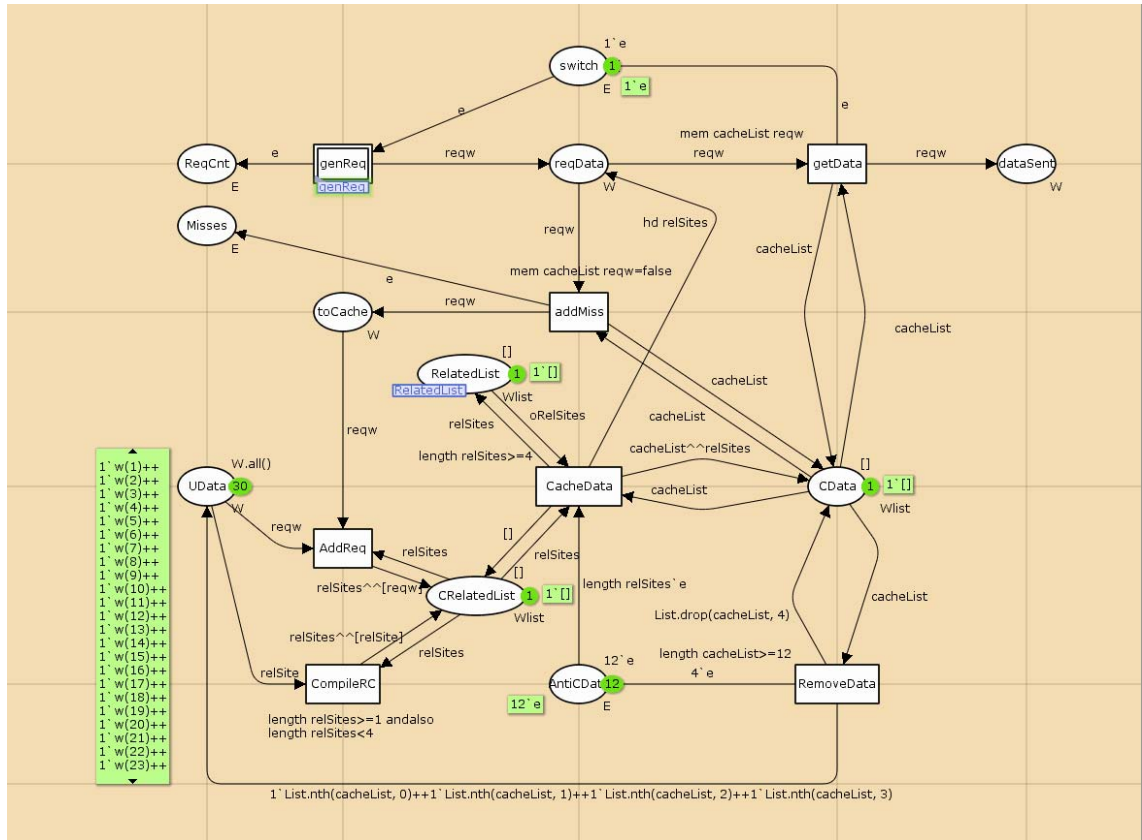 1`e
switch
1
1`e
E
e
e
mem cacheList reqw
ReqCnt
e
genReq
reqw
reqData
reqw
getData
reqw
dataSent
E
genReq
W
W
Misses
E
hd relSites
reqw
cacheList
e
mem cacheList reqw=false
toCache
reqw
addMiss
W
cacheList
[]
RelatedList
1
1`[]
RelatedList
Wlist
cacheList
oRelSites
relSites
cacheList
reqw
length relSites>=4
cacheList^^relSites
W.all()
[]
UData
30
W
CacheData
cacheList
CData
1
1`[]
Wlist
1`w(1)++
1`w(2)++
1`w(3)++
1`w(4)++
1`w(5)++
1`w(6)++
1`w(7)++
1`w(8)++
1`w(9)++
1`w(10)++
1`w(11)++
1`w(12)++
1`w(13)++
1`w(14)++
1`w(15)++
1`w(16)++
1`w(17)++
1`w(18)++
1`w(19)++
1`w(20)++
1`w(21)++
1`w(22)++
1`w(23)++
reqw
[]
AddReq
relSites
relSites
[]
relSites^^[reqw]
CRelatedList
1
1`[]
Wlist
length relSites`e
cacheList
List.drop(cacheList, 4)
relSites^^[relSite]
relSites
length cacheList>=12
12`e
4`e
relSite
CompileRC
AntiCDat
12
RemoveData
12`e
E
length relSites>=1 andalso
length relSites<4
1`List.nth(cacheList, 0)++1`List.nth(cacheList, 1)++1`List.nth(cacheList, 2)++1`List.nth(cacheList, 3)